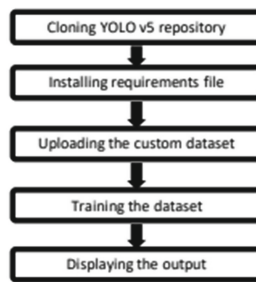 Cloning YOLO v5 repository
Installing requirements file
Uploading the custom dataset
Training the dataset
Displaying the output